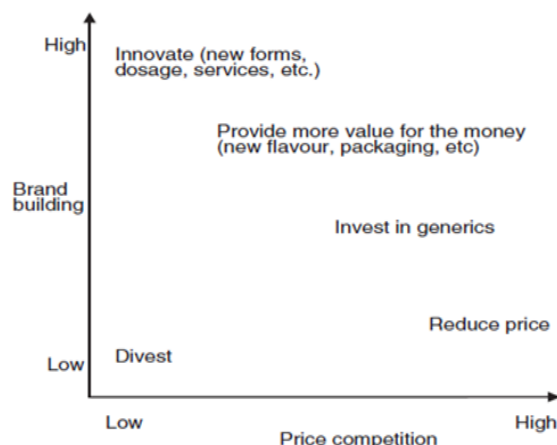 High
Innovate (new forms,
dosage, services, etc.)
Provide more value for the money
(new flavour, packaging, etc)
Brand
building
Invest in generics
Reduce price
Low
Divest
Low
High
Price competition